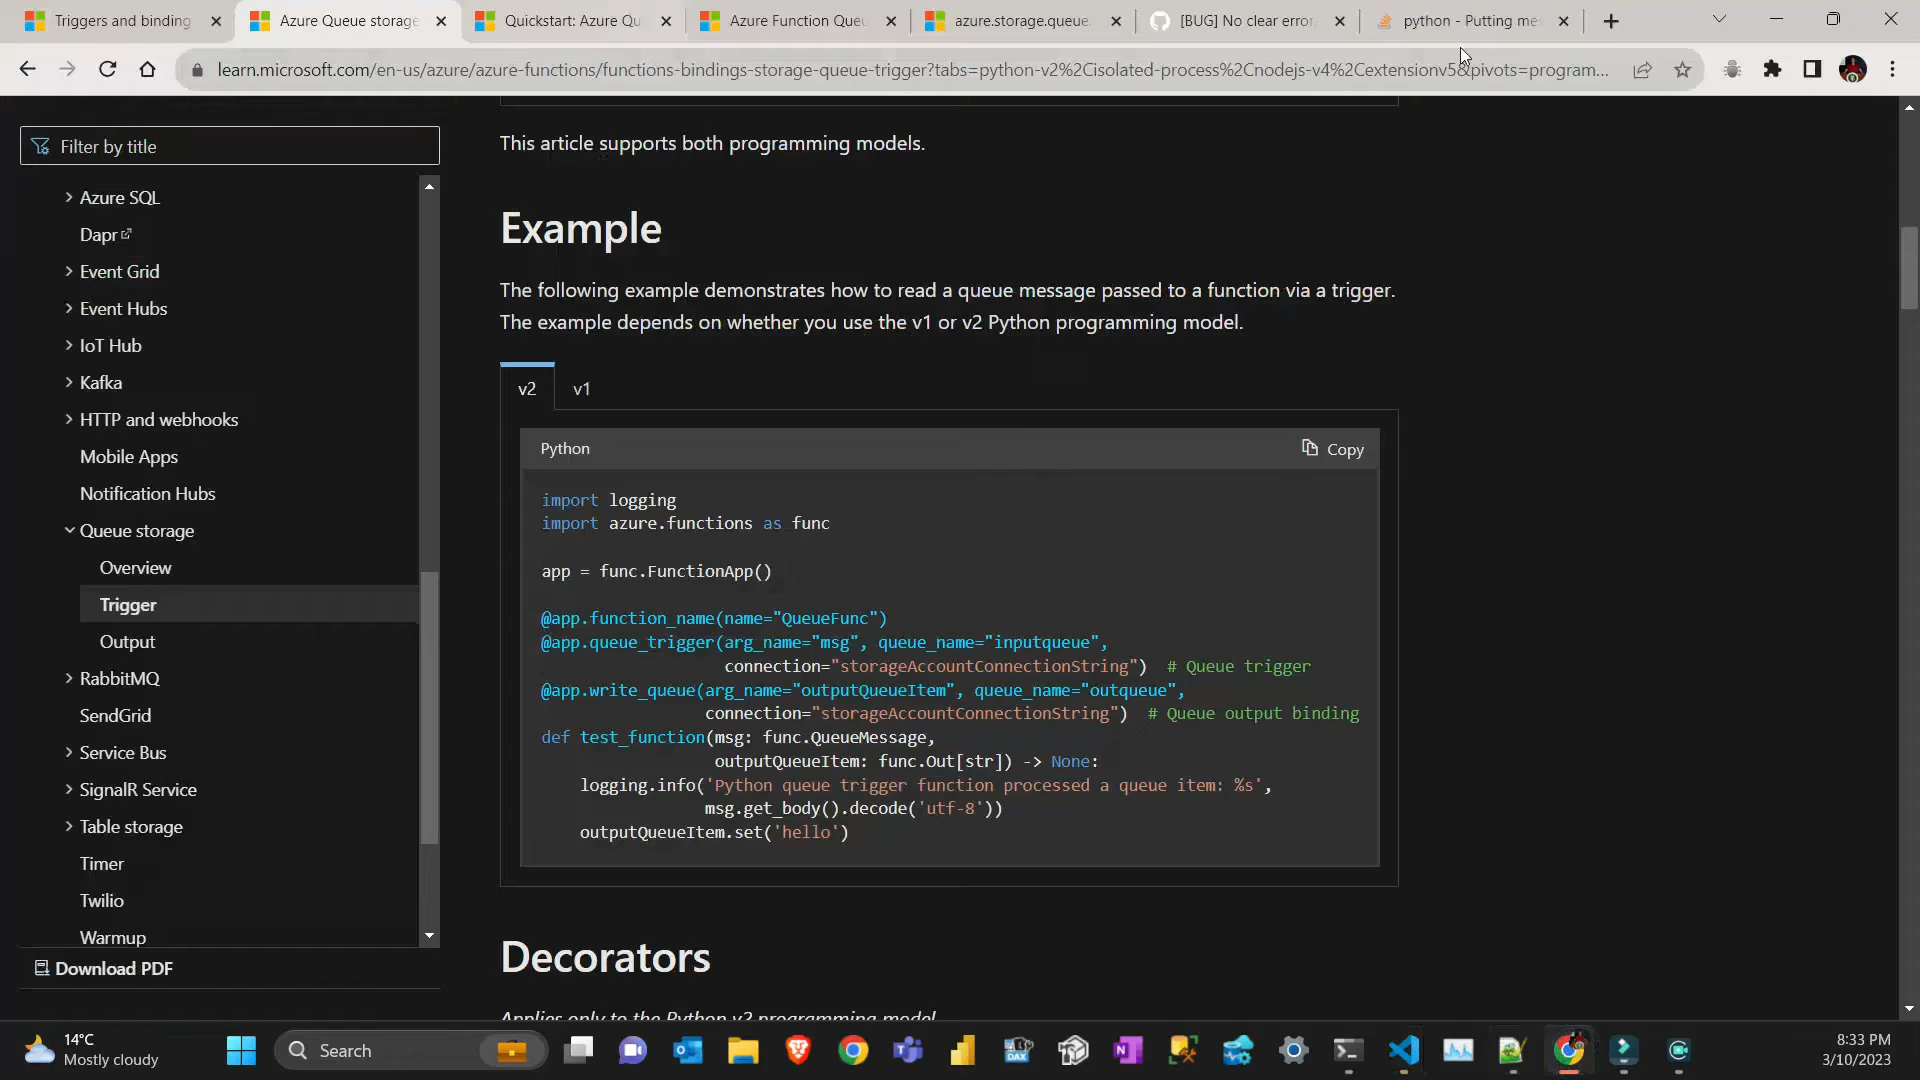 Triggers and binding
Azure Queue storage
Quickstart: Azure Qu
Azure Function Queu
azure.storage.queue.
[BUG] No clear error
python - Putting me
learn.microsoft.com/en-us/azure/azure-functions/functions-bindings-storage-queue-trigger?tabs=python-v2%2Cisolated-process%2Cnodejs-v4%2Cextensionv5&pivots=program...
Filter by title
Azure SQL
Dapr
Event Grid
Event Hubs
IoT Hub
Kafka
HTTP and webhooks
Mobile Apps
Notification Hubs
Queue storage
Overview
Trigger
Output
RabbitMQ
SendGrid
Service Bus
SignalR Service
Table storage
Timer
Twilio
Warmup
Download PDF
This article supports both programming models.
Example
The following example demonstrates how to read a queue message passed to a function via a trigger.
The example depends on whether you use the v1 or v2 Python programming model.
v2 v1
Python Copy
import logging
import azure.functions as func
app = func.FunctionApp()
@app.function_name(name="QueueFunc")
@app.queue_trigger(arg_name="msg", queue_name="inputqueue",
connection="storageAccountConnectionString") # Queue trigger
@app.write_queue(arg_name="outputQueueItem", queue_name="outqueue",
connection="storageAccountConnectionString") # Queue output binding
def test_function(msg: func.QueueMessage,
outputQueueItem: func.Out[str]) -> None:
logging.info('Python queue trigger function processed a queue item: %s',
msg.get_body().decode('utf-8'))
outputQueueItem.set('hello')
Decorators
Applies only to the Python v2 programming model
14°C
Mostly cloudy
Search
DAX
8:33 PM
3/10/2023